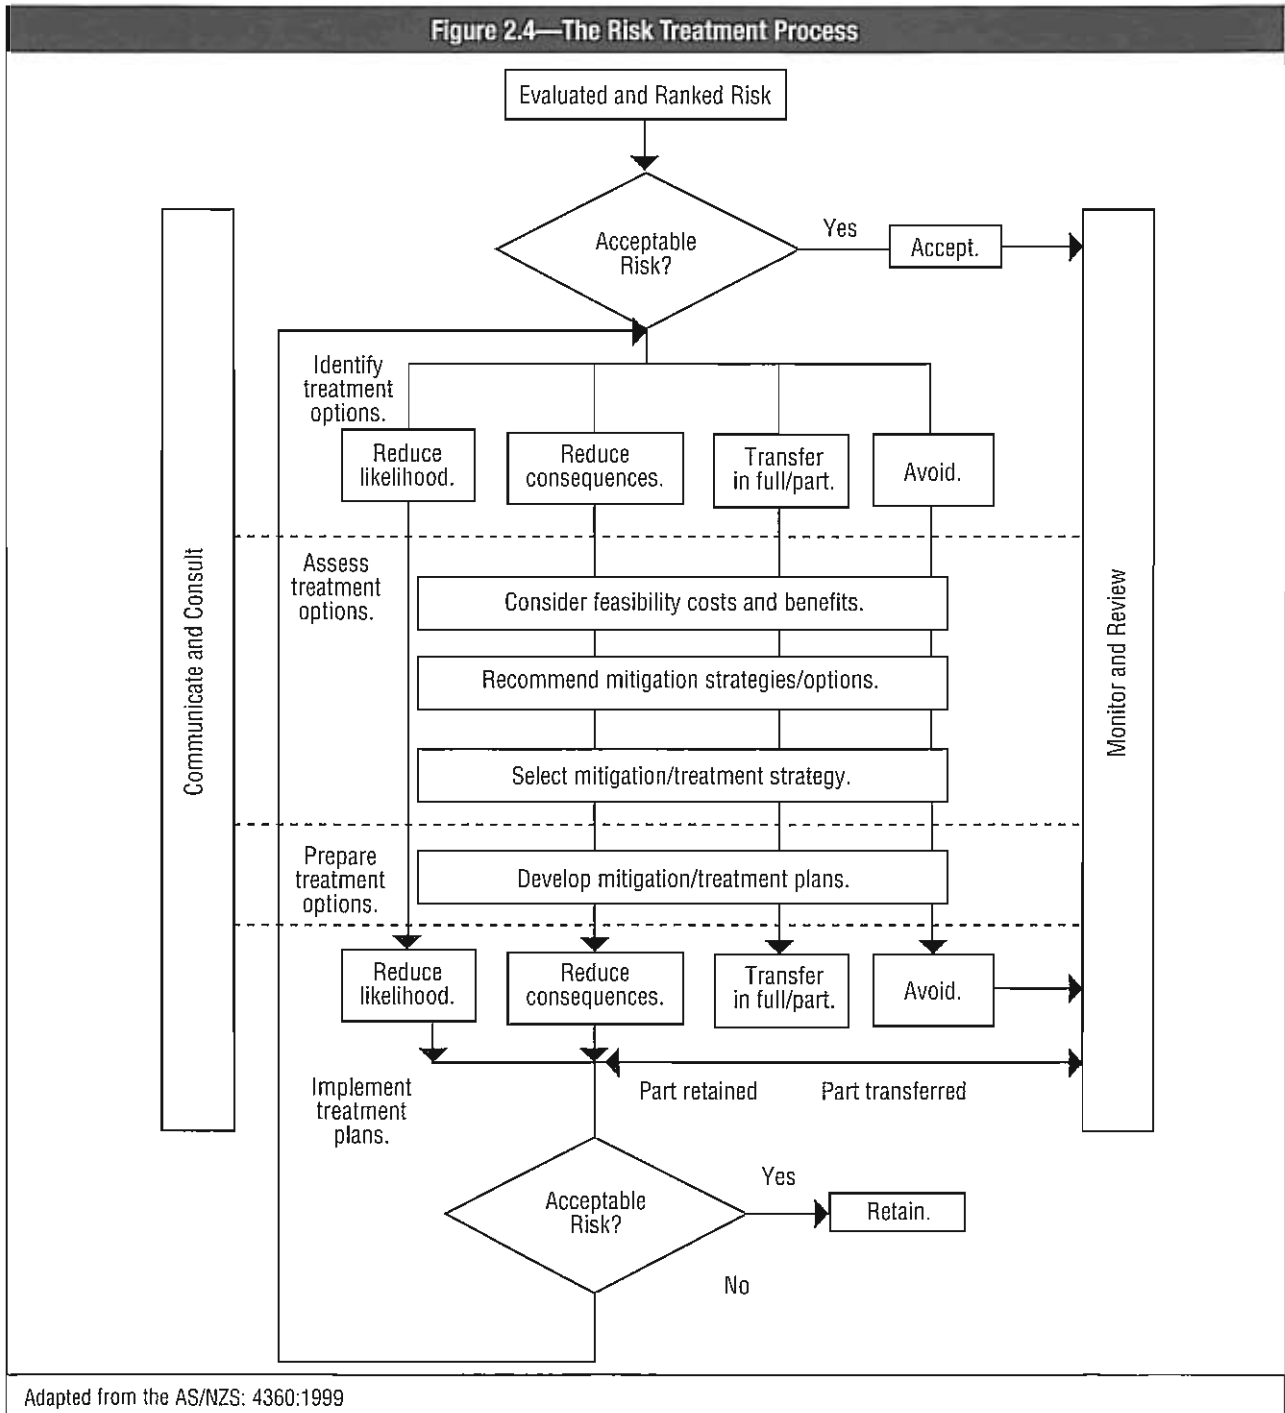 Figure 2.4—The Risk Treatment Process
Evaluated and Ranked Risk
Acceptable
Risk?
Yes
Accept.
Identify
treatment
options.
Reduce
likelihood.
Reduce
consequences.
Transfer
in full/part.
Avoid.
Communicate and Consult
Monitor and Review
Assess
treatment
options.
Consider feasibility costs and benefits.
Recommend mitigation strategies/options.
Select mitigation/treatment strategy.
Prepare
treatment
options.
Develop mitigation/treatment plans.
Reduce
likelihood.
Reduce
consequences.
Transfer
in full/part.
Avoid.
Implement
treatment
plans.
Part retained
Part transferred
Acceptable
Risk?
Yes
Retain.
No
Adapted from the AS/NZS: 4360:1999